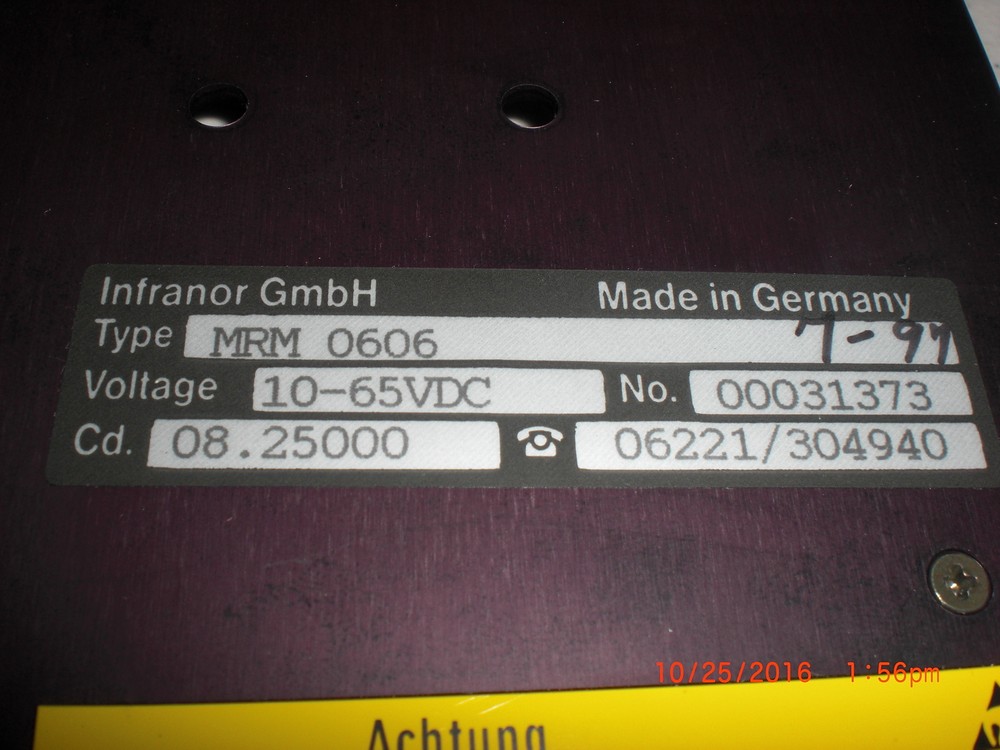 Infranor GmbH Made in Germany
Type MRM 0606 7-97
Voltage 10-65VDC No. 00031373
Cd. 08.25000 06221/304940
10/25/2016 1:56pm
Achtung